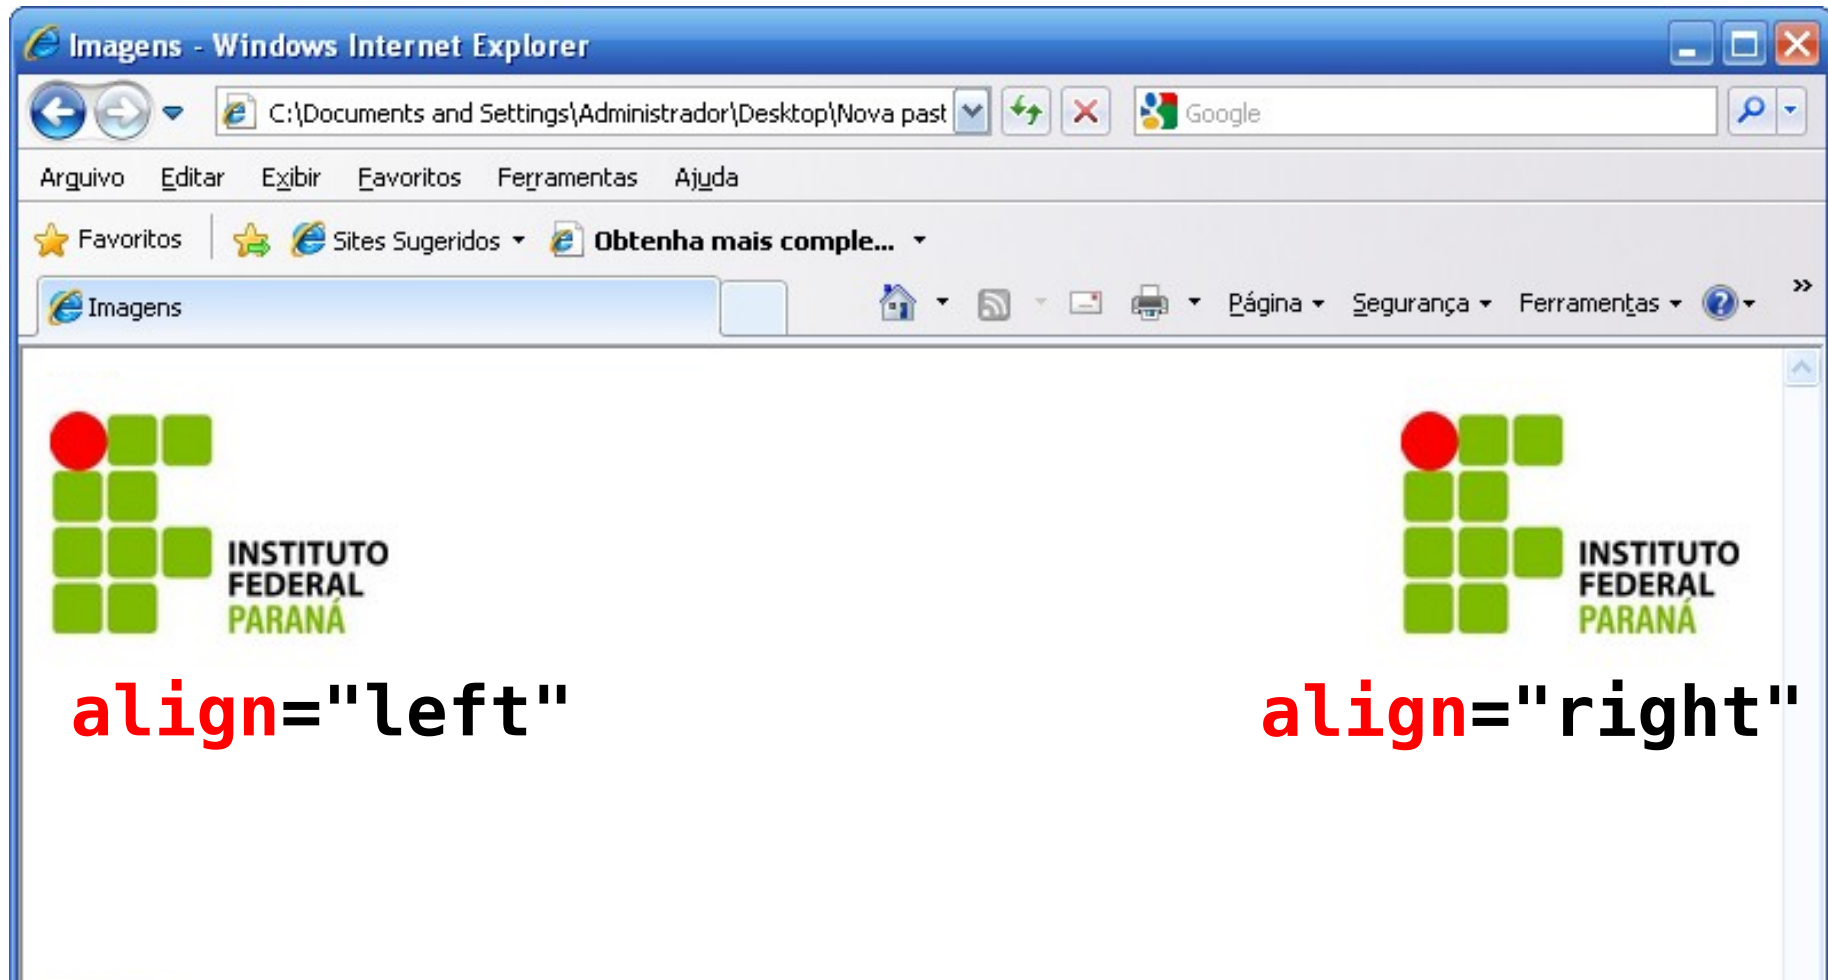 Imagens - Windows Internet Explorer
C:\Documents and Settings\Administrador\Desktop\Nova past
Google
Arquivo Editar Exibir Favoritos Ferramentas Ajuda
Favoritos Sites Sugeridos Obtenha mais comple...
Imagens Página Segurança Ferramentas »
INSTITUTO
FEDERAL
PARANÁ
INSTITUTO
FEDERAL
PARANÁ
align="left"
align="right"